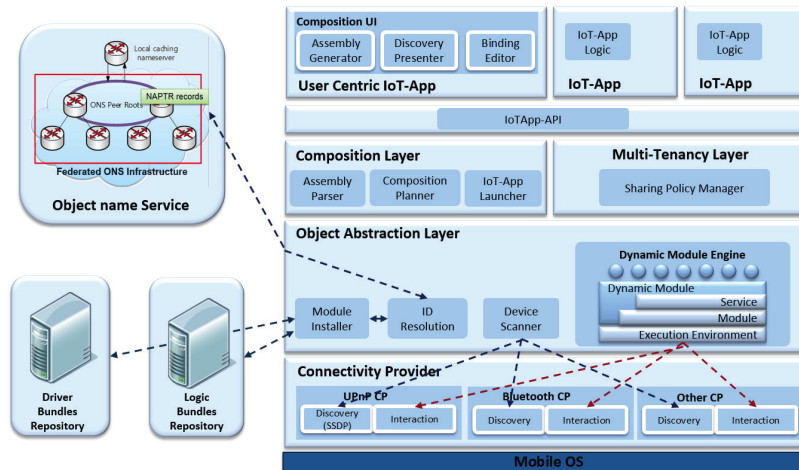 Local caching
nameserver
NAPTR records
ONS Peer Roots
Federated ONS Infrastructure
Object name Service
Driver
Bundles
Repository
Logic
Bundles
Repository
Composition UI
Assembly
Generator
Discovery
Presenter
Binding
Editor
User Centric IoT-App
IoT-App
Logic
IoT-App
IoT-App
Logic
IoT-App
IoTApp-API
Composition Layer
Assembly
Parser
Composition
Planner
IoT-App
Launcher
Multi-Tenancy Layer
Sharing Policy Manager
Object Abstraction Layer
Module
Installer
ID
Resolution
Device
Scanner
Dynamic Module Engine
Dynamic Module
Service
Module
Execution Environment
Connectivity Provider
UPnP CP
Discovery
(SSDP)
Interaction
Bluetooth CP
Discovery
Interaction
Other CP
Discovery
Interaction
Mobile OS